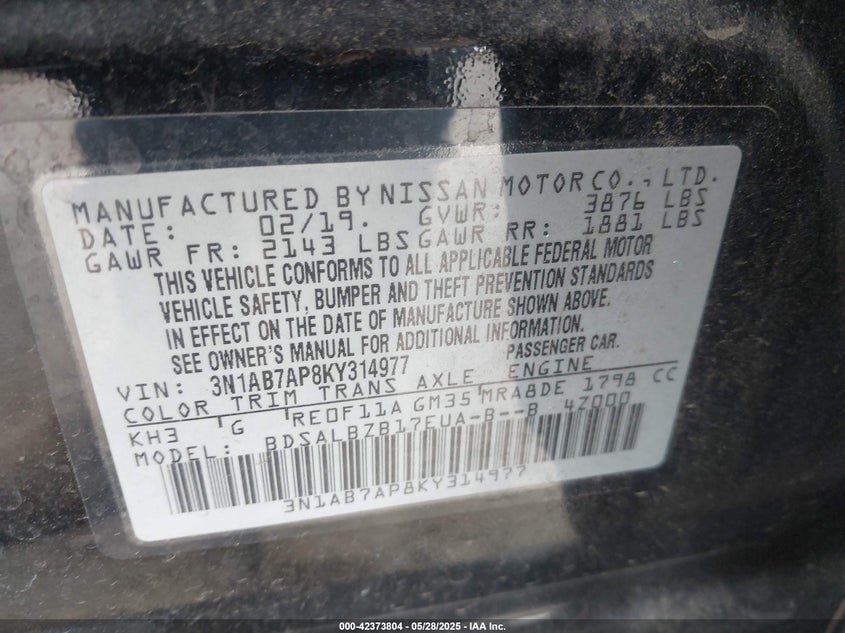 MANUFACTURED BY NISSAN MOTOR CO., LTD.
DATE: 02/19. GVWR: 3876 LBS
GAWR FR: 2143 LBS GAWR RR: 1881 LBS
THIS VEHICLE CONFORMS TO ALL APPLICABLE FEDERAL MOTOR
VEHICLE SAFETY, BUMPER AND THEFT PREVENTION STANDARDS
IN EFFECT ON THE DATE OF MANUFACTURE SHOWN ABOVE.
SEE OWNER'S MANUAL FOR ADDITIONAL INFORMATION.
VIN: 3N1AB7AP8KY314977 PASSENGER CAR.
COLOR TRIM TRANS AXLE ENGINE
KH3 G RE0F11A GM35 MRA8DE 1798 CC
MODEL: BDSALBZB17EUA-B--B 4Z000
3N1AB7AP8KY314977
000-42373804 — 05/28/2025 — IAA Inc.